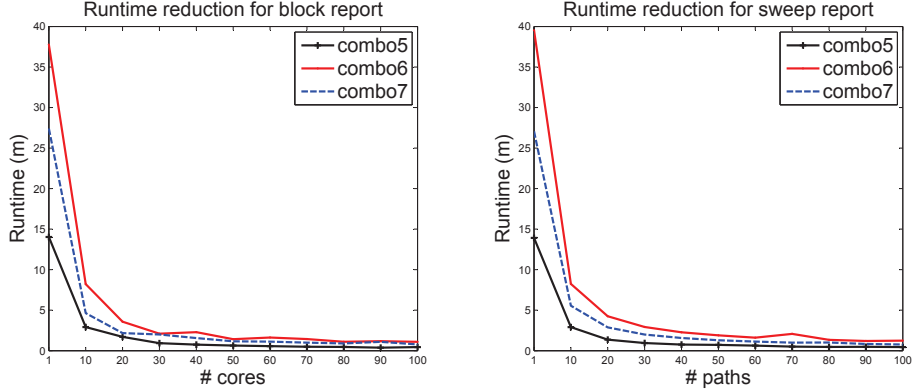 Runtime reduction for block report
40
35
30
25
20
15
10
5
0
Runtime (m)
combo5
combo6
combo7
1 10 20 30 40 50 60 70 80 90 100
# cores
Runtime reduction for sweep report
40
35
30
25
20
15
10
5
0
Runtime (m)
combo5
combo6
combo7
1 10 20 30 40 50 60 70 80 90 100
# paths